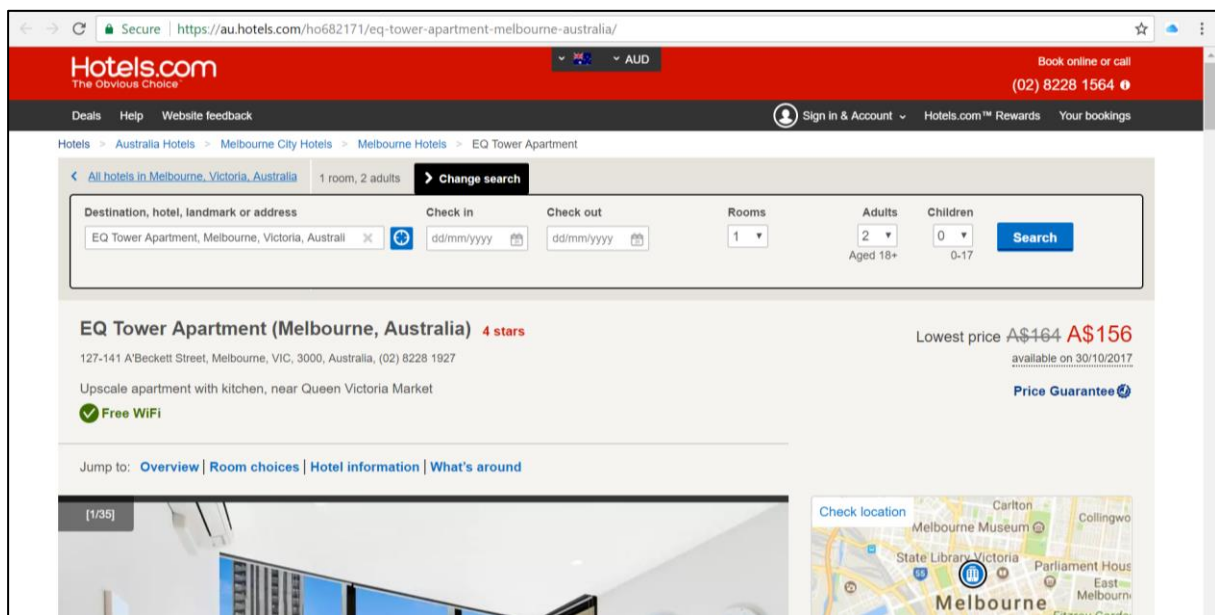 Secure | https://au.hotels.com/ho682171/eq-tower-apartment-melbourne-australia/
Hotels.com
The Obvious Choice
AUD
Book online or call
(02) 8228 1564
Deals Help Website feedback
Sign in & Account Hotels.com™ Rewards Your bookings
Hotels > Australia Hotels > Melbourne City Hotels > Melbourne Hotels > EQ Tower Apartment
All hotels in Melbourne, Victoria, Australia 1 room, 2 adults Change search
Destination, hotel, landmark or address Check in Check out Rooms Adults Children
EQ Tower Apartment, Melbourne, Victoria, Australi dd/mm/yyyy dd/mm/yyyy 1 2 0 Search
Aged 18+ 0-17
EQ Tower Apartment (Melbourne, Australia) 4 stars
Lowest price A$164 A$156
127-141 A'Beckett Street, Melbourne, VIC, 3000, Australia, (02) 8228 1927
available on 30/10/2017
Upscale apartment with kitchen, near Queen Victoria Market
Price Guarantee
Free WiFi
Jump to: Overview | Room choices | Hotel information | What's around
[1/35]
Check location
Carlton
Collingwo
Melbourne Museum
State Library Victoria
55
Parliament Hous
East
Melbourn
Melbourne
Fitzroy Garde